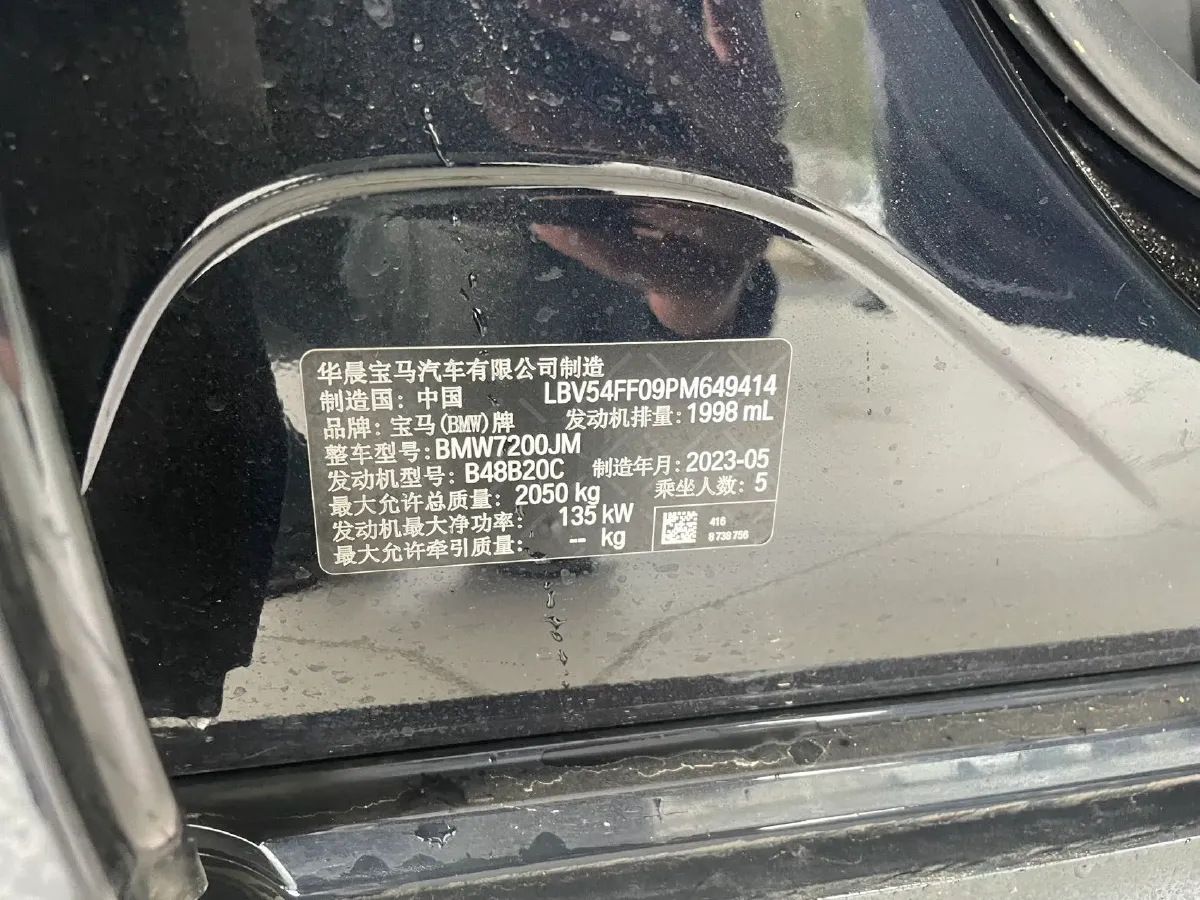 华晨宝马汽车有限公司制造
制造国：中国 LBV54FF09PM649414
品牌：宝马(BMW)牌 发动机排量：1998 mL
整车型号：BMW7200JM
发动机型号：B48B20C 制造年月：2023-05
最大允许总质量：2050 kg 乘坐人数：5
发动机最大净功率：135 kW
最大允许牵引质量：-- kg
416
8 738 756